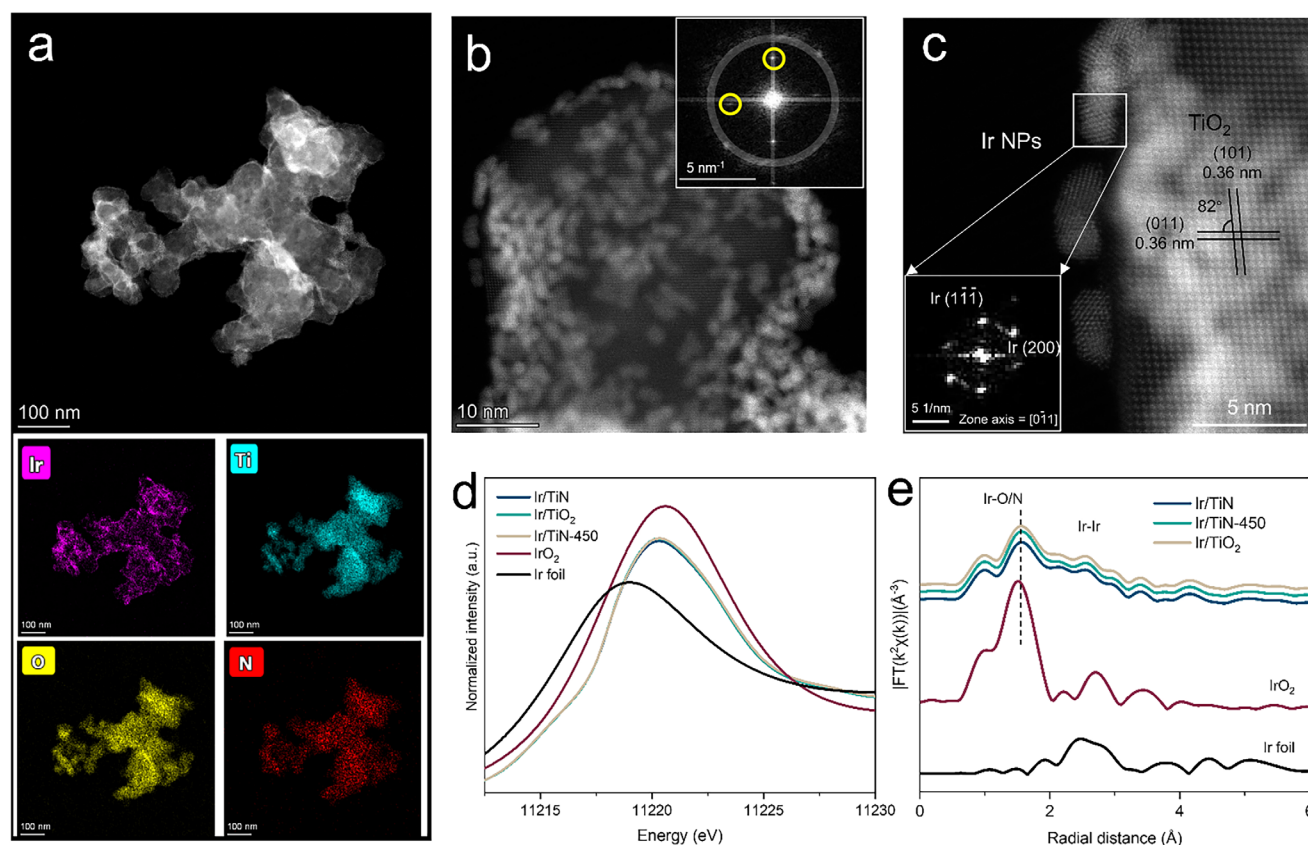 a
100 nm
Ir
100 nm
Ti
100 nm
O
100 nm
N
100 nm
b
5 nm⁻¹
10 nm
c
Ir NPs
TiO₂
(101)
0.36 nm
82°
(011)
0.36 nm
Ir (11̄1̄)
Ir (200)
5 1/nm
Zone axis = [01̄1]
5 nm
d
Ir/TiN
Ir/TiO₂
Ir/TiN-450
IrO₂
Ir foil
Normalized intensity (a.u.)
11215
11220
11225
11230
Energy (eV)
e
Ir-O/N
Ir-Ir
Ir/TiN
Ir/TiN-450
Ir/TiO₂
IrO₂
Ir foil
|FT(k²χ(k))|(Å⁻³)
0
2
4
6
Radial distance (Å)